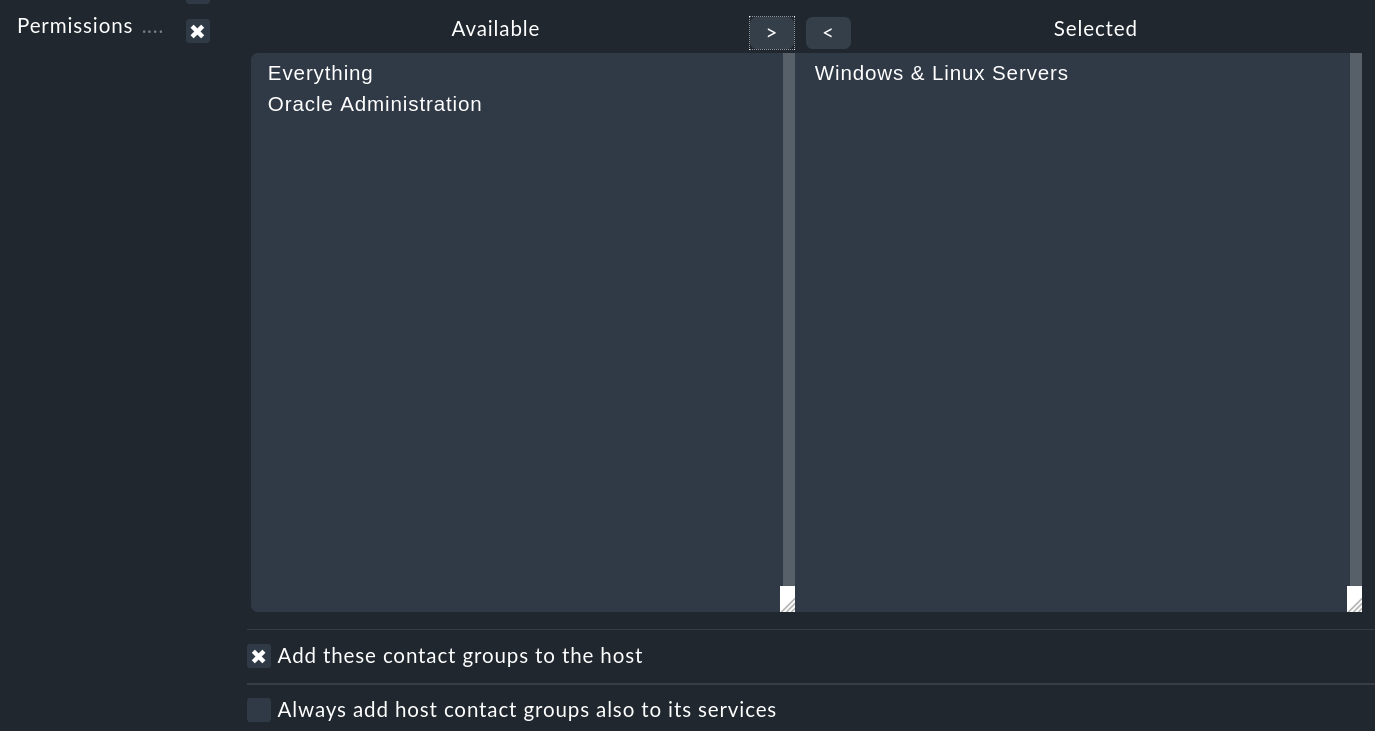 Permissions .... ✖ Available > < Selected
Everything
Oracle Administration
Windows & Linux Servers
✖ Add these contact groups to the host
Always add host contact groups also to its services